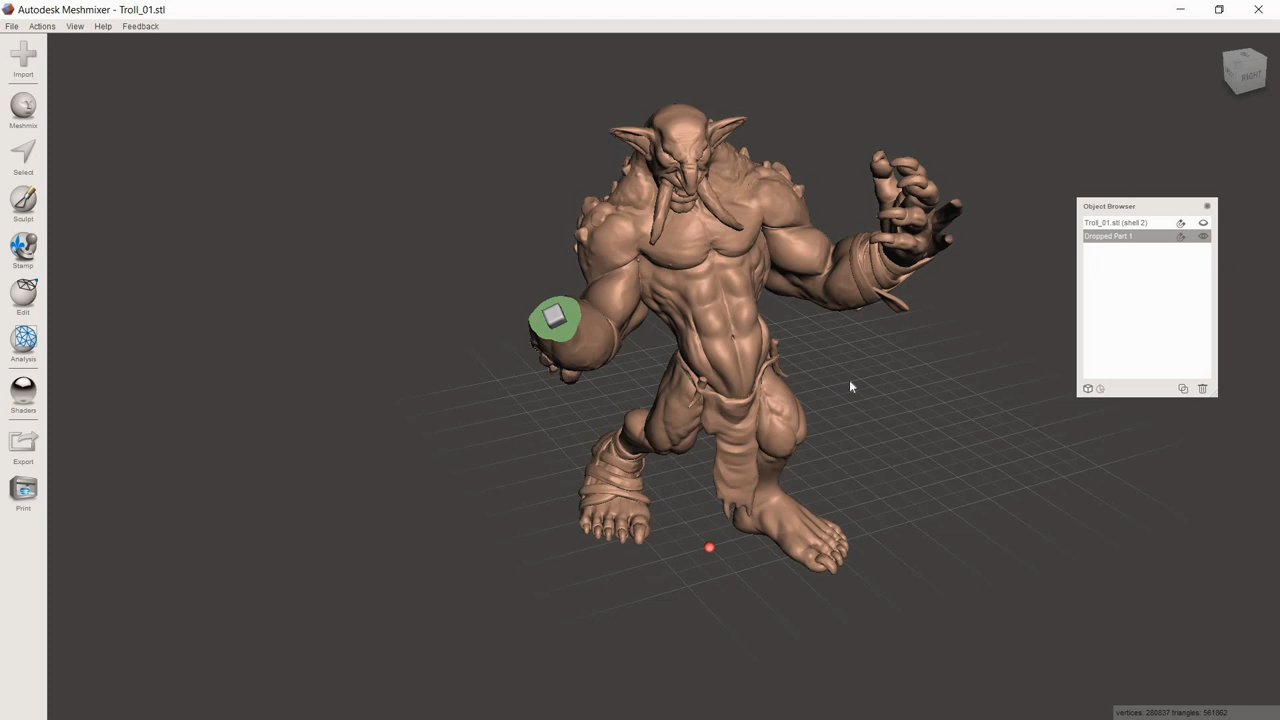 Autodesk Meshmixer - Troll_01.stl
File Actions View Help Feedback
Import
Meshmix
Select
Sculpt
Stamp
Edit
Analysis
Shaders
Export
Print
RIGHT
Object Browser
Troll_01.stl (shell 2)
Dropped Part 1
vertices: 280837 triangles: 561862